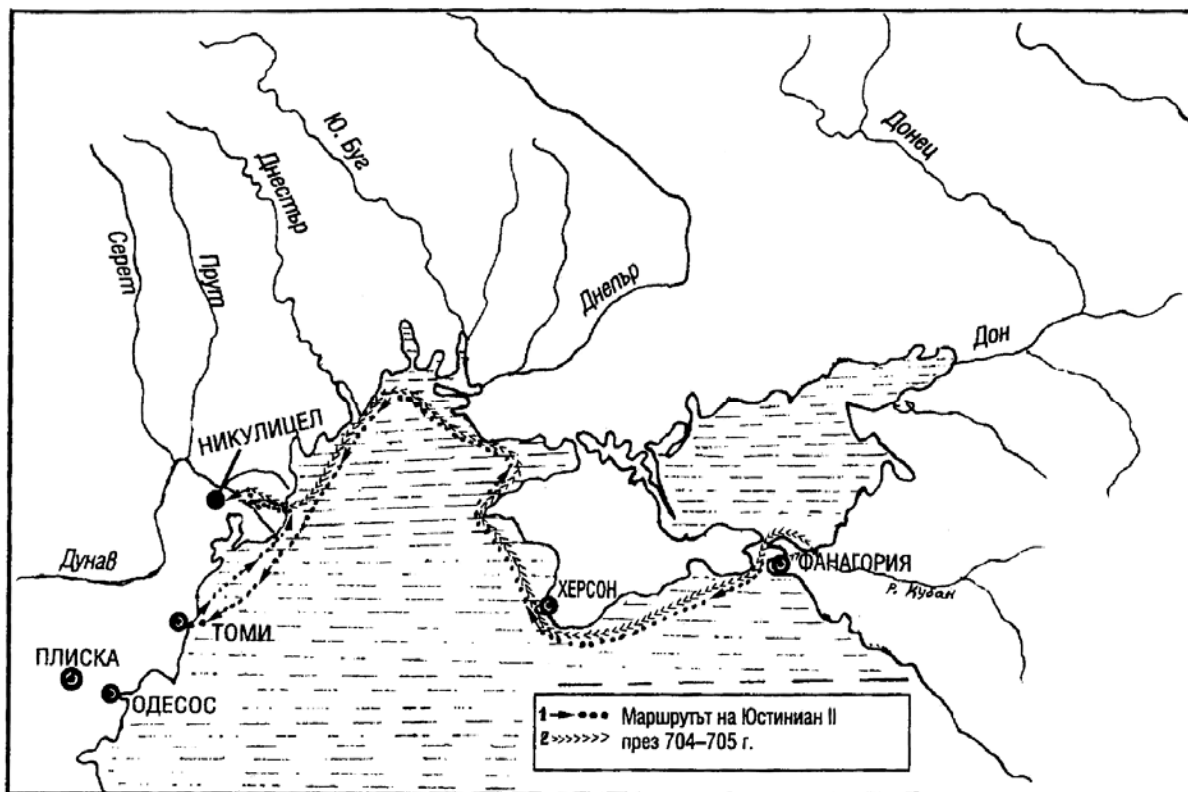 Донец
Ю. Буг
Днестър
Серет
Прут
Днепър
Дон
НИКУЛИЦЕЛ
Дунав
ФАНАГОРИЯ
Р. Кубан
ХЕРСОН
ТОМИ
ПЛИСКА
ОДЕСОС
1 Маршрутът на Юстиниан II
2 през 704–705 г.